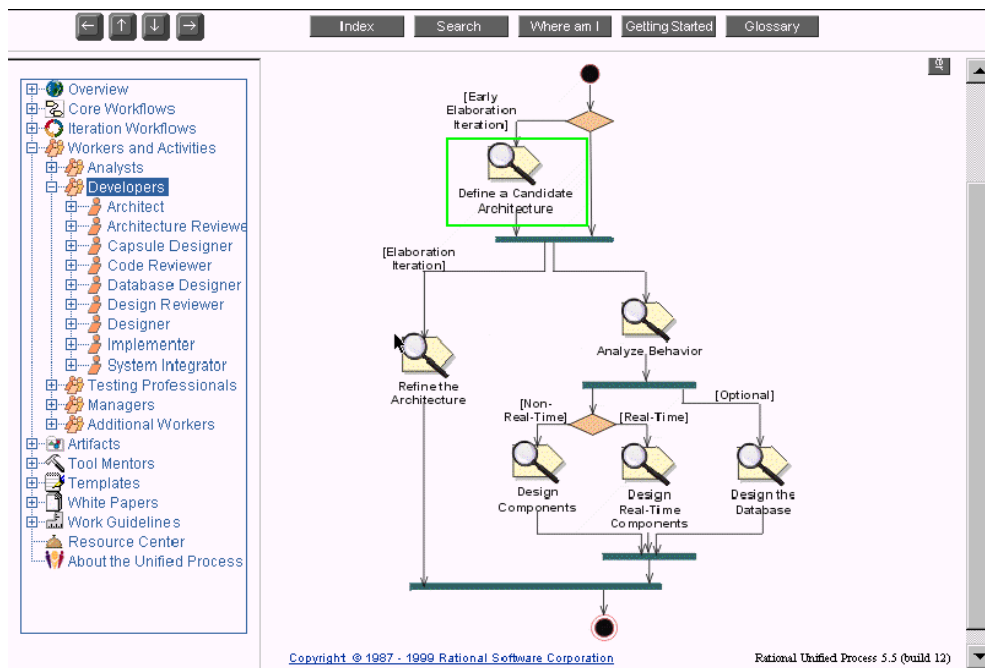 Index
Search
Where am I
Getting Started
Glossary
Overview
Core Workflows
Iteration Workflows
Workers and Activities
Analysts
Developers
Architect
Architecture Reviewe
Capsule Designer
Code Reviewer
Database Designer
Design Reviewer
Designer
Implementer
System Integrator
Testing Professionals
Managers
Additional Workers
Artifacts
Tool Mentors
Templates
White Papers
Work Guidelines
Resource Center
About the Unified Process
[Early
Elaboration
Iteration]
Define a Candidate
Architecture
[Elaboration
Iteration]
Analyze Behavior
Refine the
Architecture
[Optional]
[Non-
Real-Time]
[Real-Time]
Design
Components
Design
Real-Time
Components
Design the
Database
Copyright © 1987 - 1999 Rational Software Corporation
Rational Unified Process 5.5 (build 12)